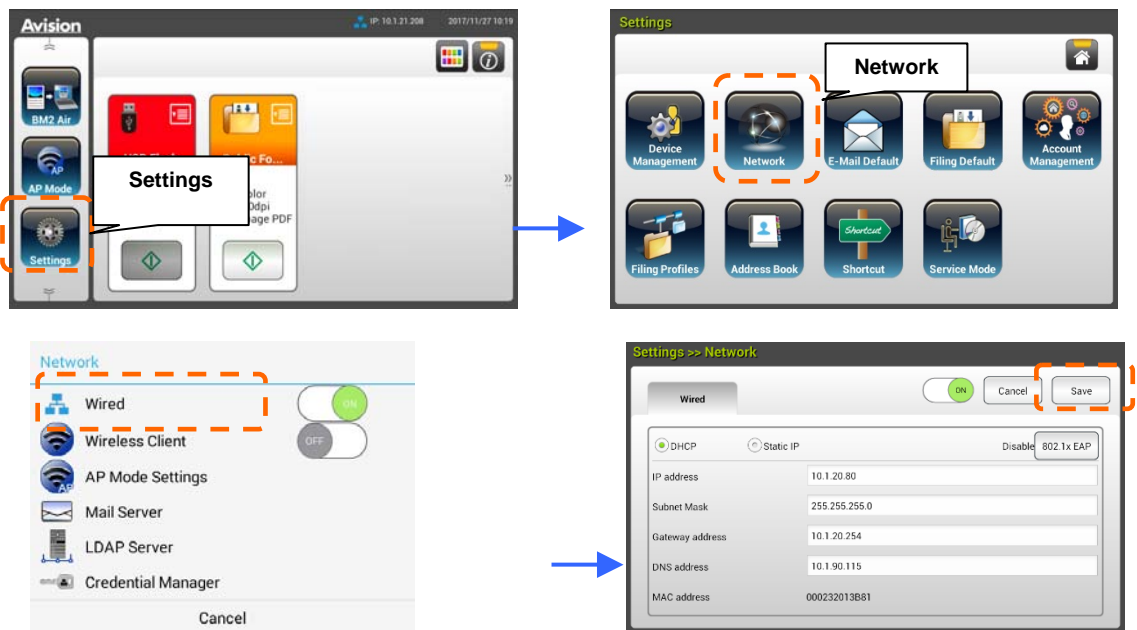 Avision
IP: 10.1.21.208 2017/11/27 10:19
BM2 Air
AP
AP Mode
Settings
Settings
Fo...
0dpi
PDF
»
Settings
Network
Device
Management
Network
E-Mail Default
Filing Default
Account
Management
Filing Profiles
Address Book
Shortcut
Shortcut
Service Mode
Network
Wired
ON
Wireless Client
OFF
AP
AP Mode Settings
Mail Server
LDAP Server
Credential Manager
Cancel
Settings >> Network
Wired
ON
Cancel
Save
DHCP
Static IP
Disable
802.1x EAP
IP address 10.1.20.80
Subnet Mask 255.255.255.0
Gateway address 10.1.20.254
DNS address 10.1.90.115
MAC address 000232013B81